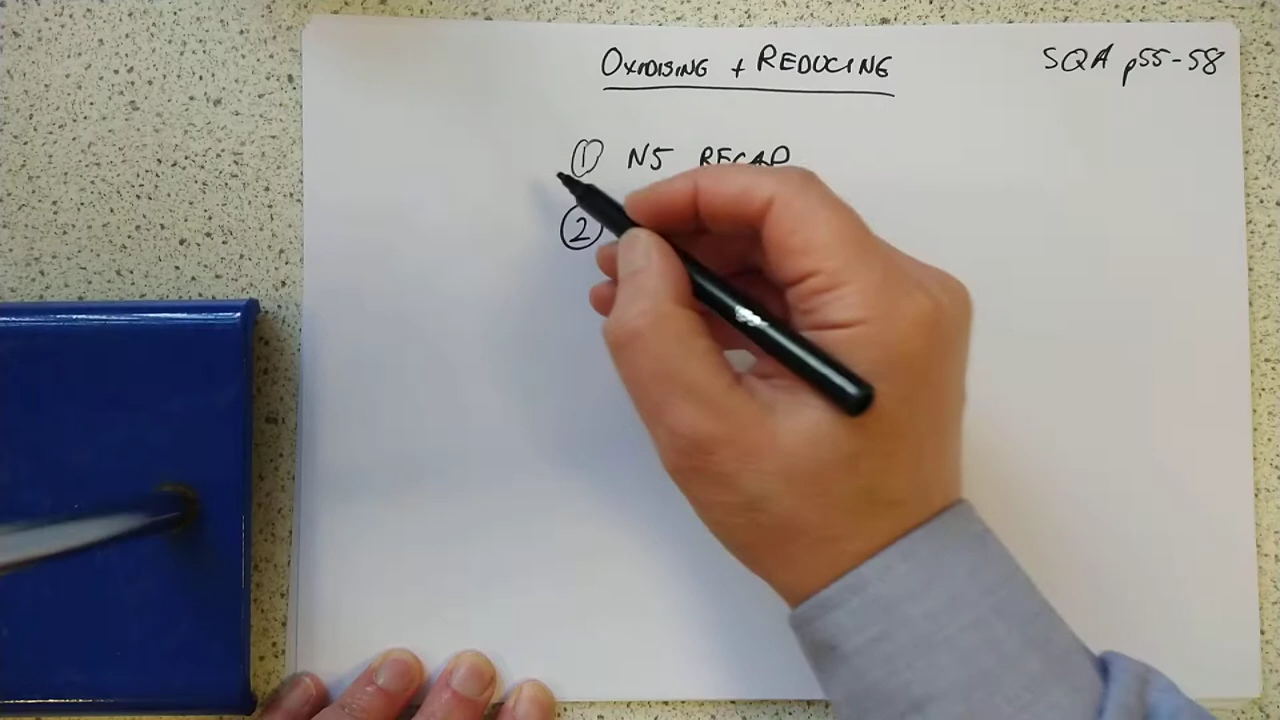 OXIDISING + REDUCING
SQA p55-58
① N5 RECAP
②